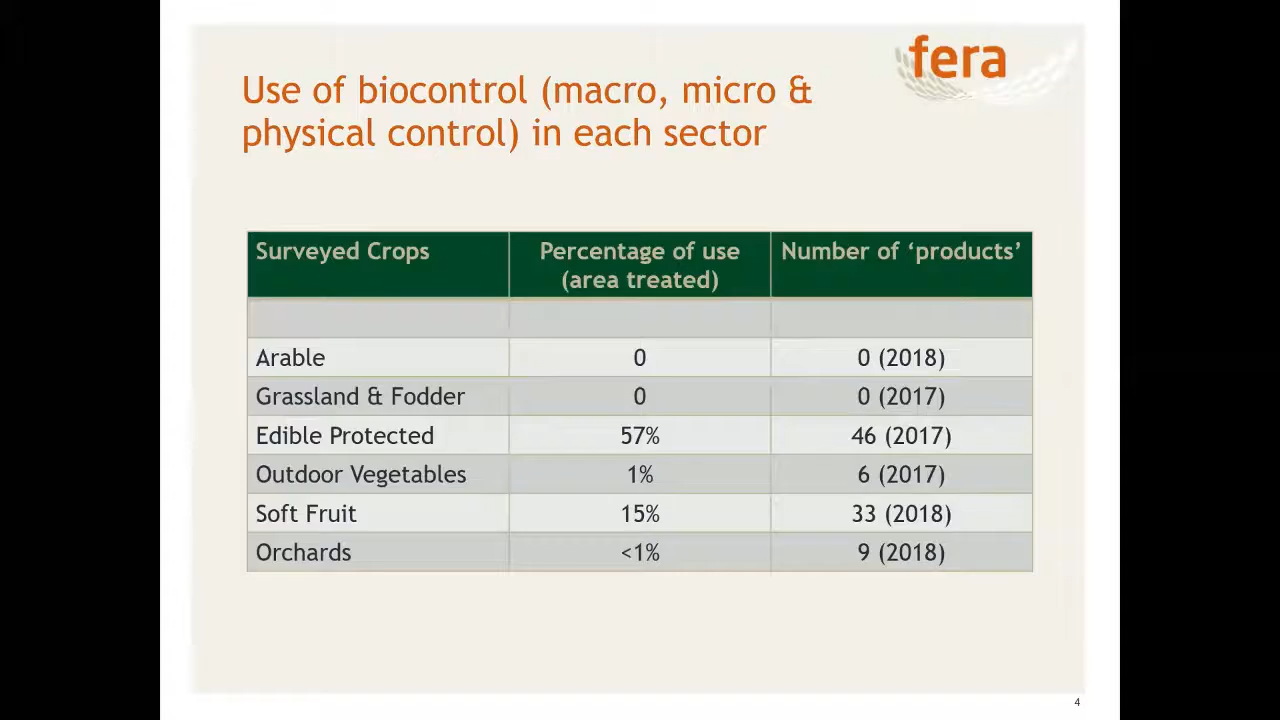 fera
Use of biocontrol (macro, micro &
physical control) in each sector
Surveyed Crops Percentage of use (area treated) Number of ‘products’
Arable 0 0 (2018)
Grassland & Fodder 0 0 (2017)
Edible Protected 57% 46 (2017)
Outdoor Vegetables 1% 6 (2017)
Soft Fruit 15% 33 (2018)
Orchards <1% 9 (2018)
4